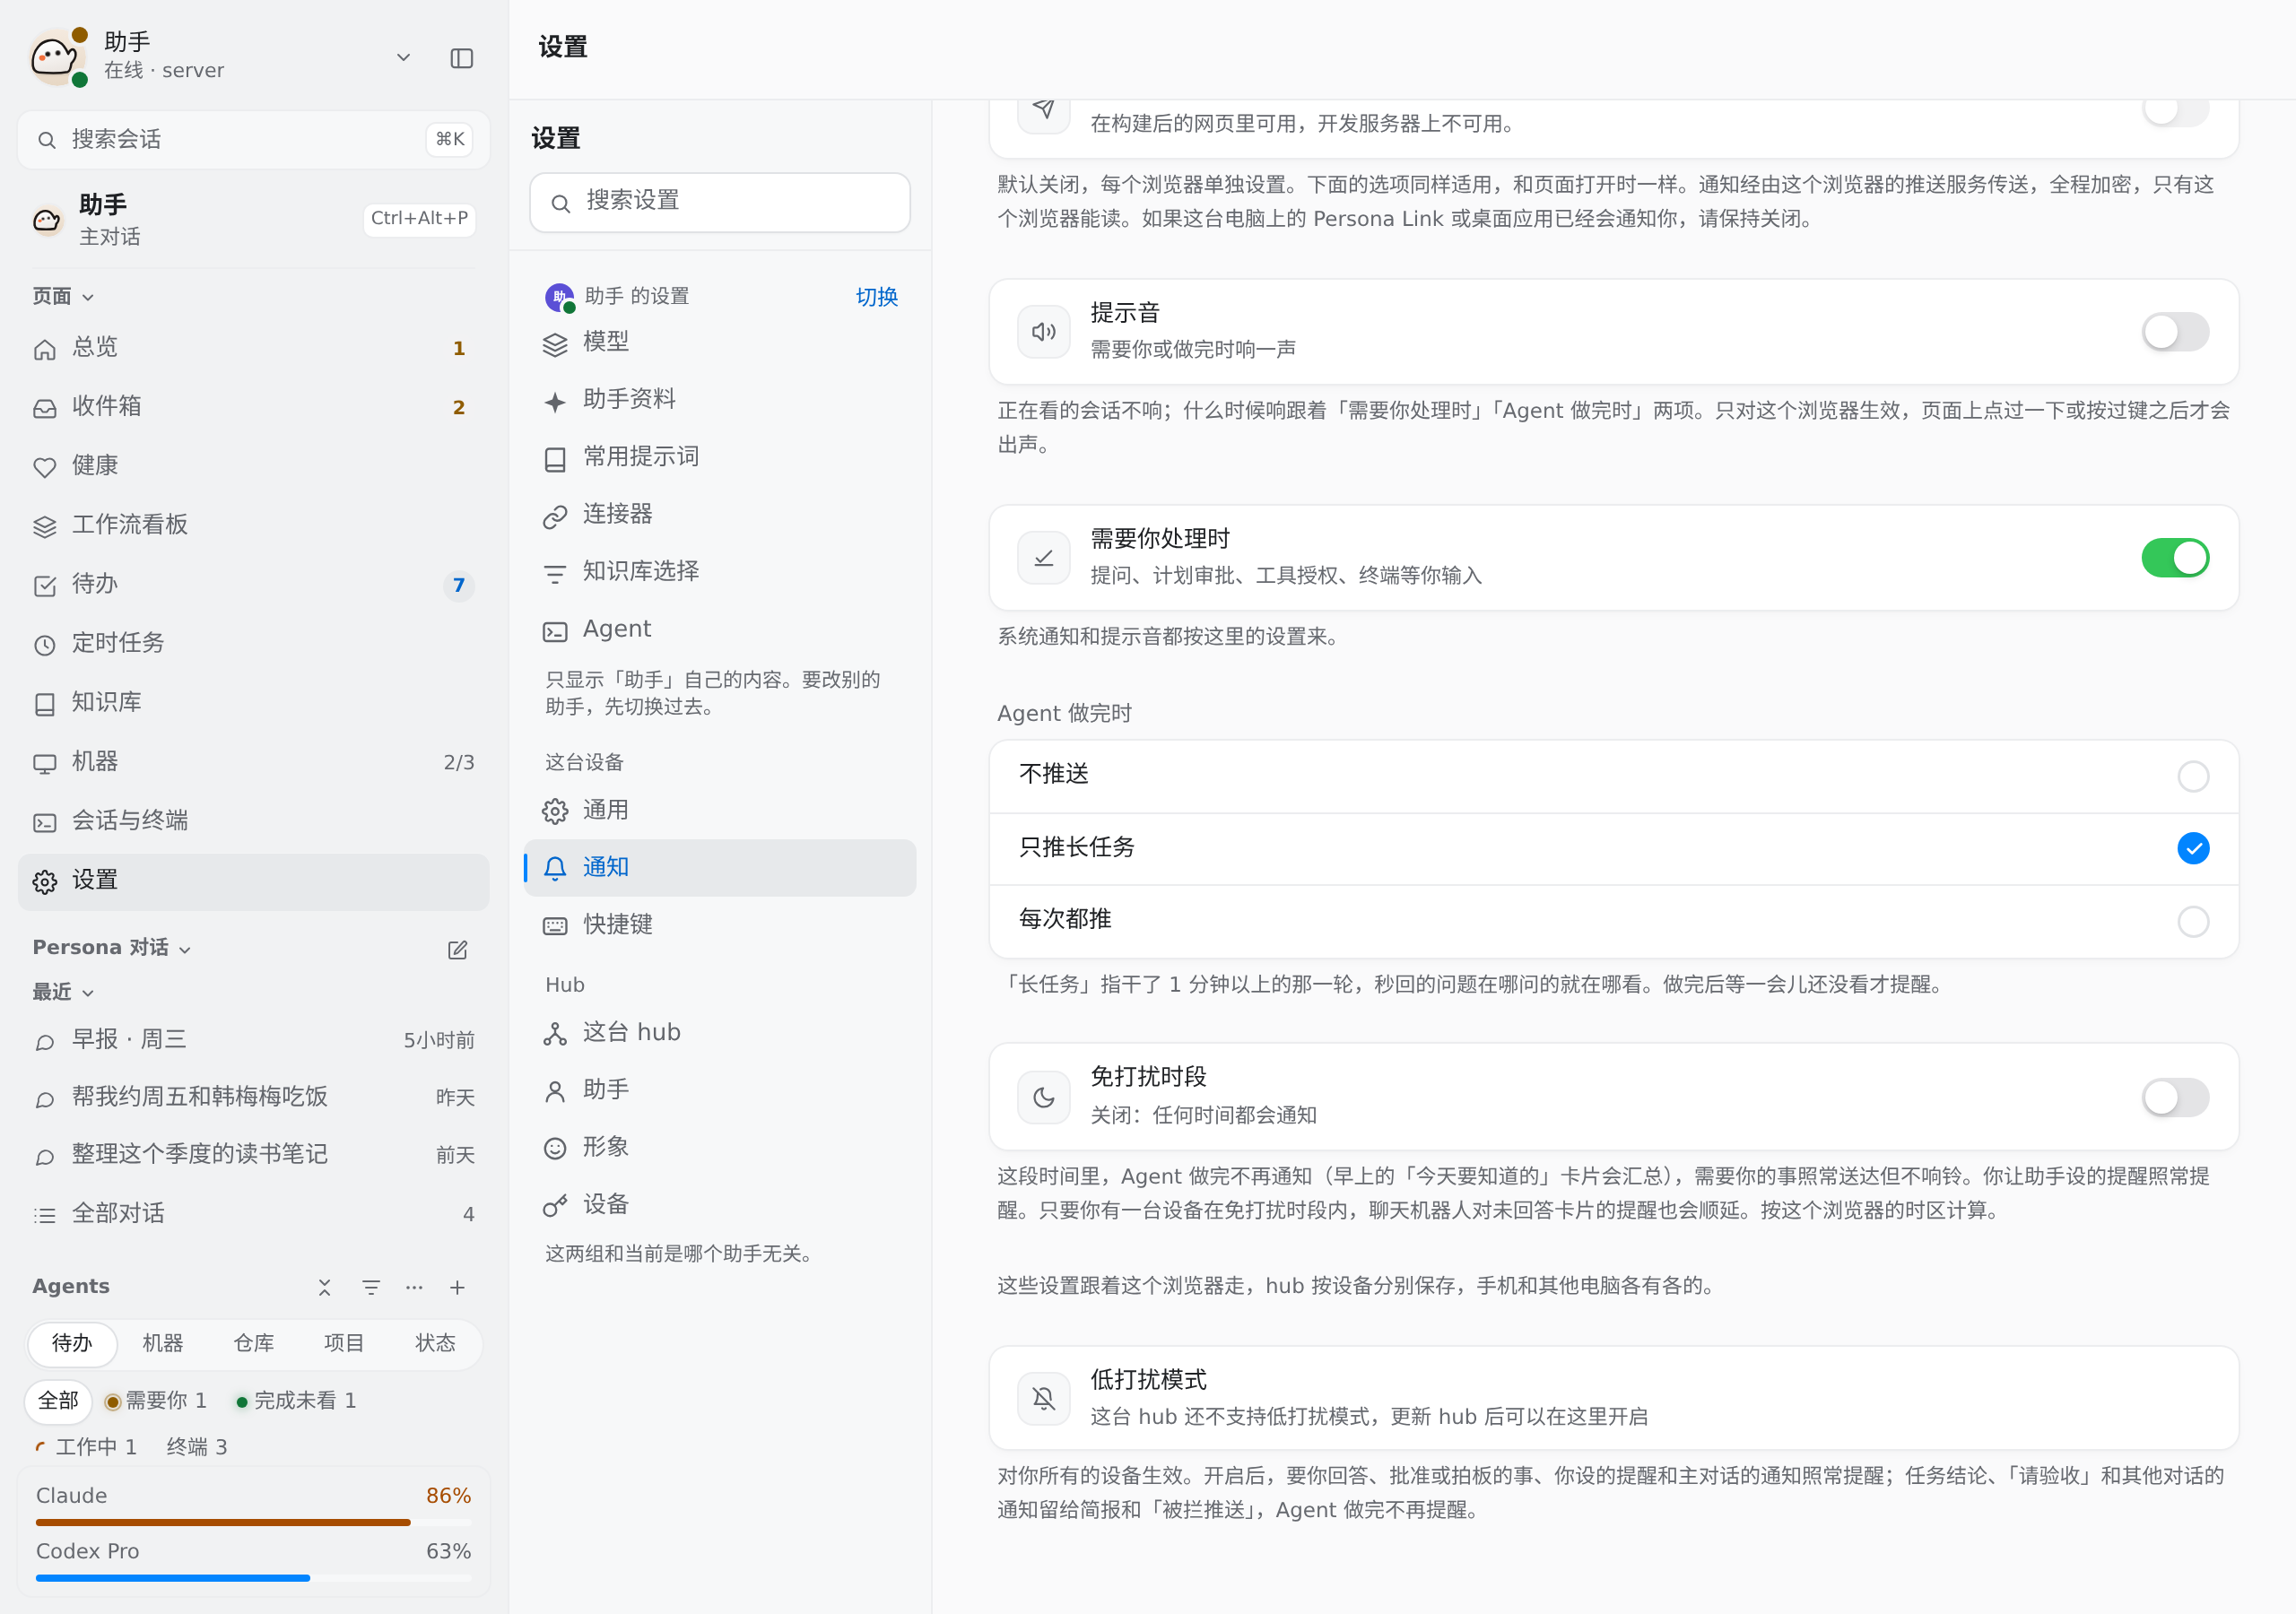 助手
在线 · server
搜索会话
⌘K
助手
主对话
Ctrl+Alt+P
页面
总览
1
收件箱
2
健康
工作流看板
待办
7
定时任务
知识库
机器
2/3
会话与终端
设置
Persona 对话
最近
早报 · 周三
5小时前
帮我约周五和韩梅梅吃饭
昨天
整理这个季度的读书笔记
前天
全部对话
4
Agents
待办
机器
仓库
项目
状态
全部
需要你 1
完成未看 1
工作中 1
终端 3
Claude
86%
Codex Pro
63%
设置
设置
搜索设置
助
助手 的设置
切换
模型
助手资料
常用提示词
连接器
知识库选择
Agent
只显示「助手」自己的内容。要改别的
助手，先切换过去。
这台设备
通用
通知
快捷键
Hub
这台 hub
助手
形象
设备
这两组和当前是哪个助手无关。
在构建后的网页里可用，开发服务器上不可用。
默认关闭，每个浏览器单独设置。下面的选项同样适用，和页面打开时一样。通知经由这个浏览器的推送服务传送，全程加密，只有这
个浏览器能读。如果这台电脑上的 Persona Link 或桌面应用已经会通知你，请保持关闭。
提示音
需要你或做完时响一声
正在看的会话不响；什么时候响跟着「需要你处理时」「Agent 做完时」两项。只对这个浏览器生效，页面上点过一下或按过键之后才会
出声。
需要你处理时
提问、计划审批、工具授权、终端等你输入
系统通知和提示音都按这里的设置来。
Agent 做完时
不推送
只推长任务
每次都推
「长任务」指干了 1 分钟以上的那一轮，秒回的问题在哪问的就在哪看。做完后等一会儿还没看才提醒。
免打扰时段
关闭：任何时间都会通知
这段时间里，Agent 做完不再通知（早上的「今天要知道的」卡片会汇总），需要你的事照常送达但不响铃。你让助手设的提醒照常提
醒。只要你有一台设备在免打扰时段内，聊天机器人对未回答卡片的提醒也会顺延。按这个浏览器的时区计算。
这些设置跟着这个浏览器走，hub 按设备分别保存，手机和其他电脑各有各的。
低打扰模式
这台 hub 还不支持低打扰模式，更新 hub 后可以在这里开启
对你所有的设备生效。开启后，要你回答、批准或拍板的事、你设的提醒和主对话的通知照常提醒；任务结论、「请验收」和其他对话的
通知留给简报和「被拦推送」，Agent 做完不再提醒。